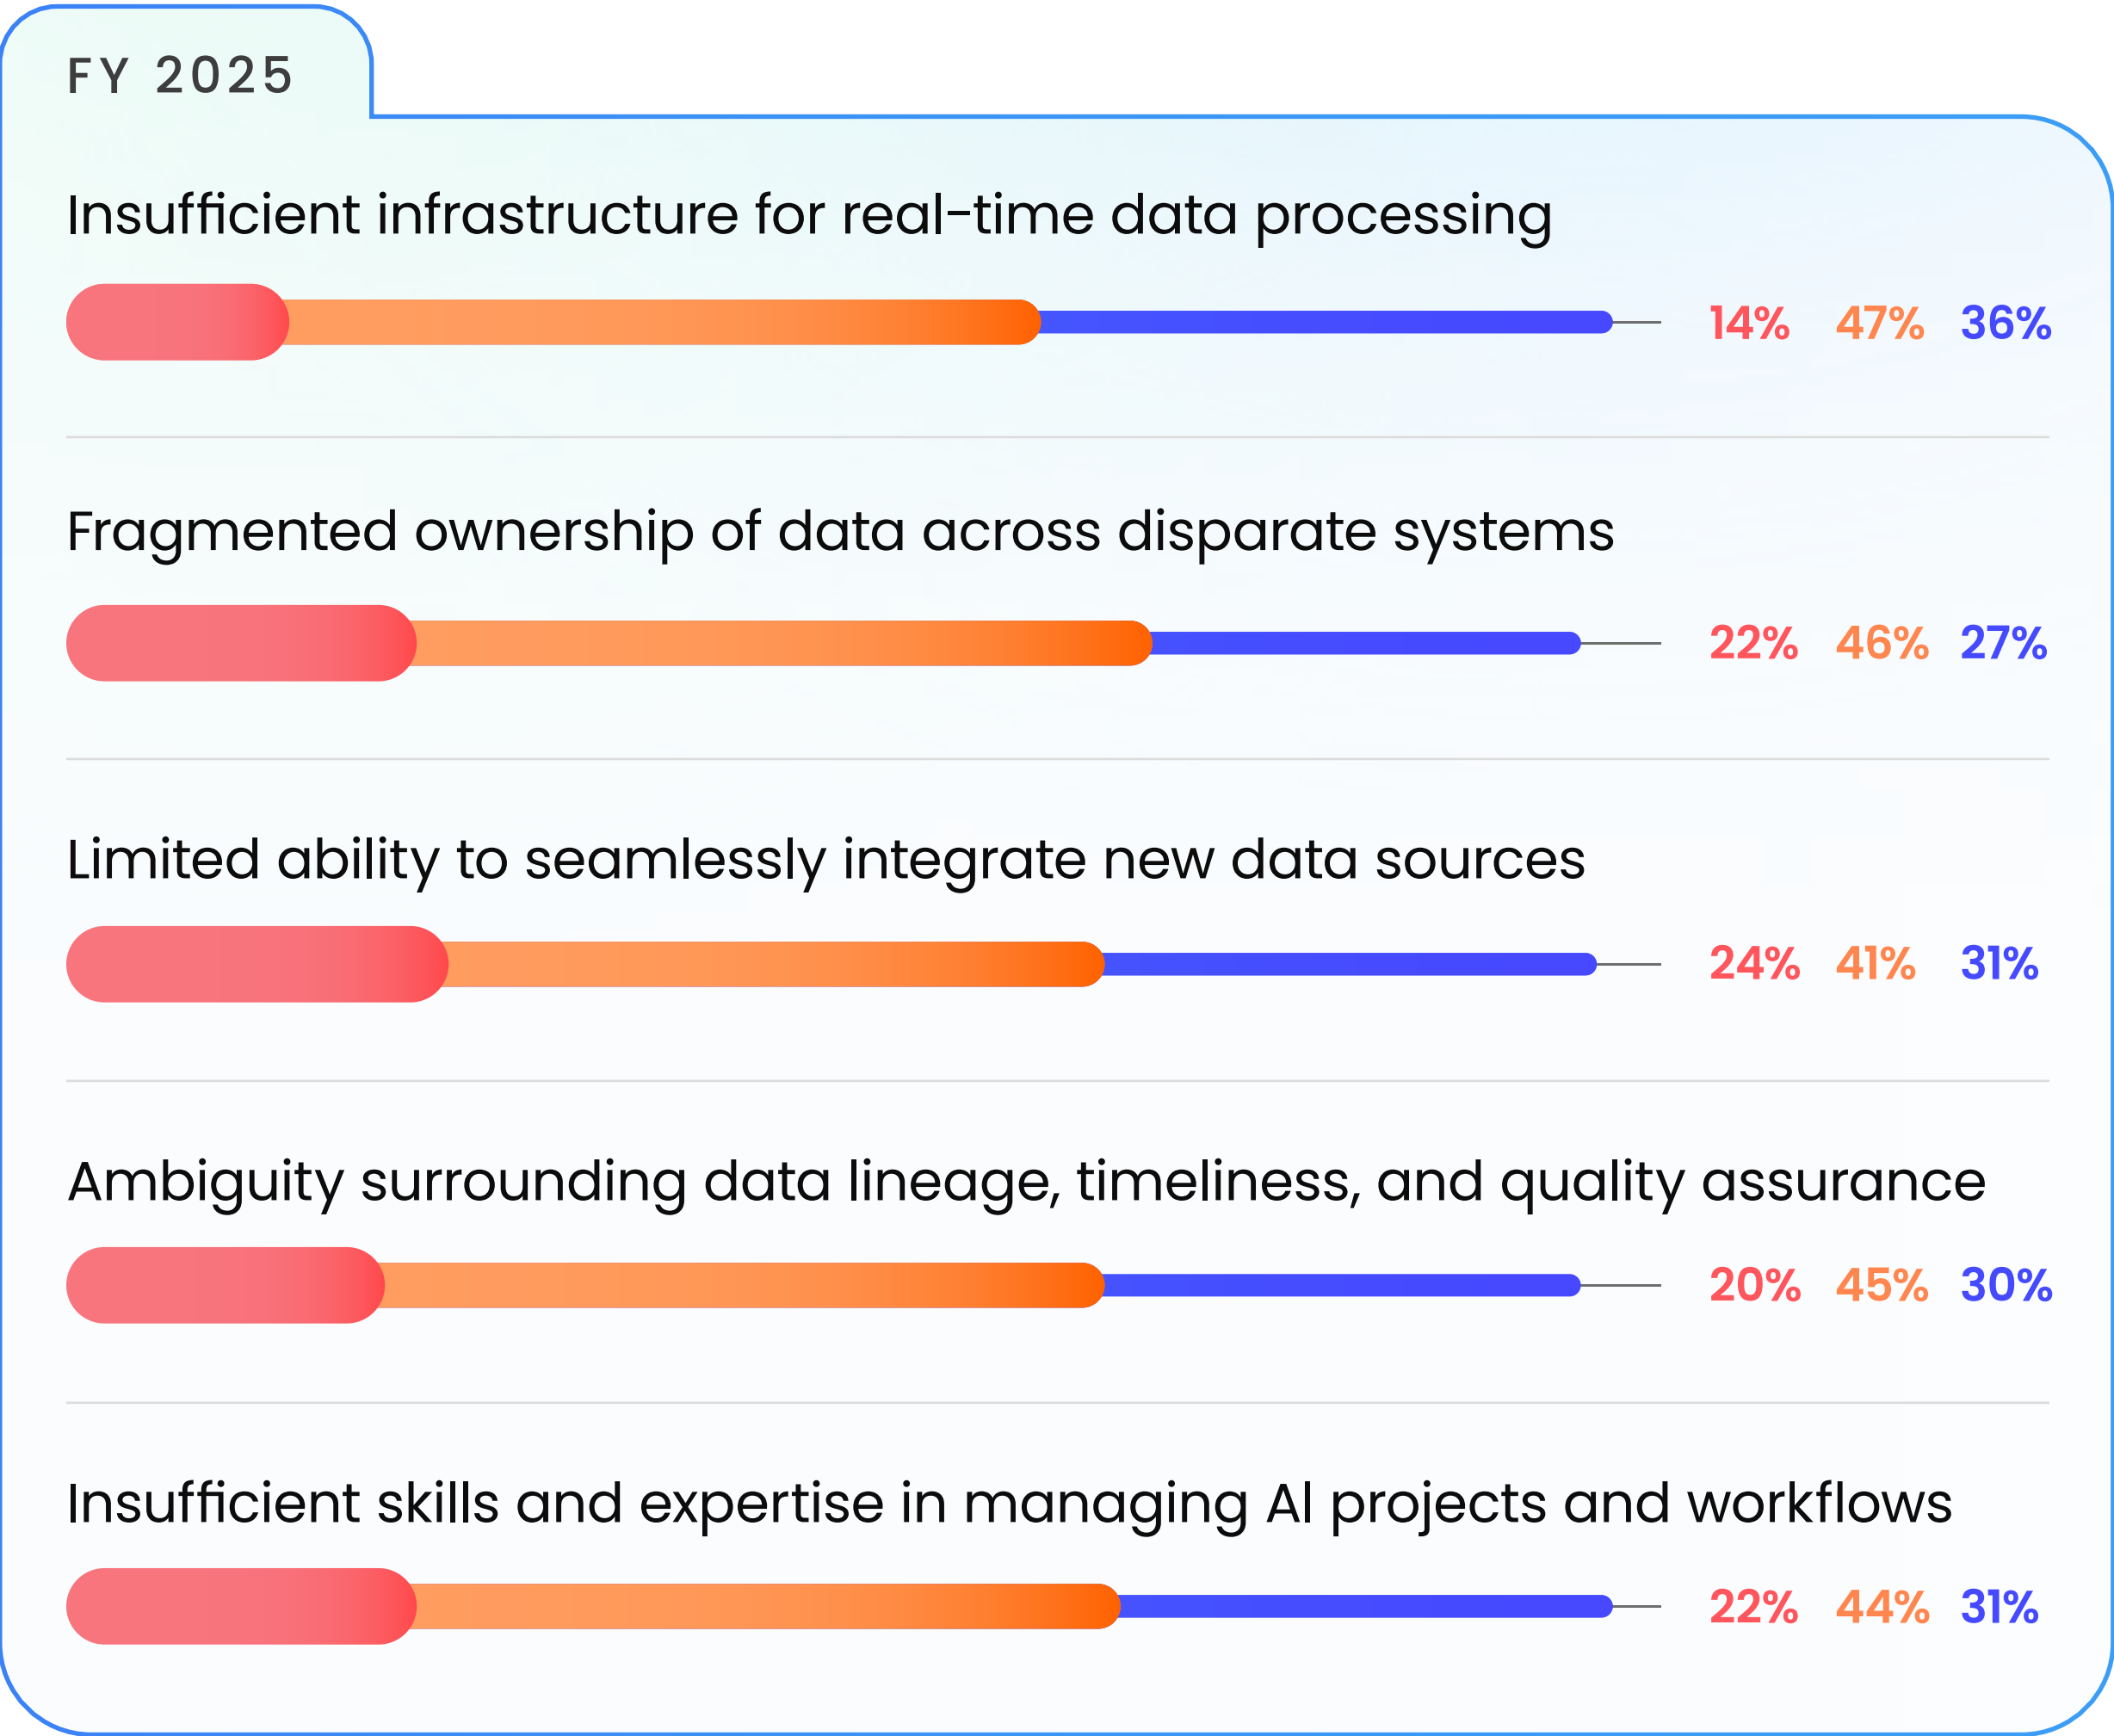 FY 2025
Insufficient infrastructure for real-time data processing
14% 47% 36%
Fragmented ownership of data across disparate systems
22% 46% 27%
Limited ability to seamlessly integrate new data sources
24% 41% 31%
Ambiguity surrounding data lineage, timeliness, and quality assurance
20% 45% 30%
Insufficient skills and expertise in managing AI projects and workflows
22% 44% 31%